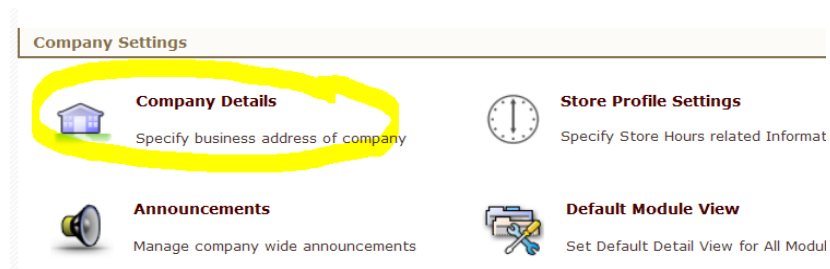 Company Settings
Company Details
Specify business address of company
Store Profile Settings
Specify Store Hours related Informat
Announcements
Manage company wide announcements
Default Module View
Set Default Detail View for All Modul